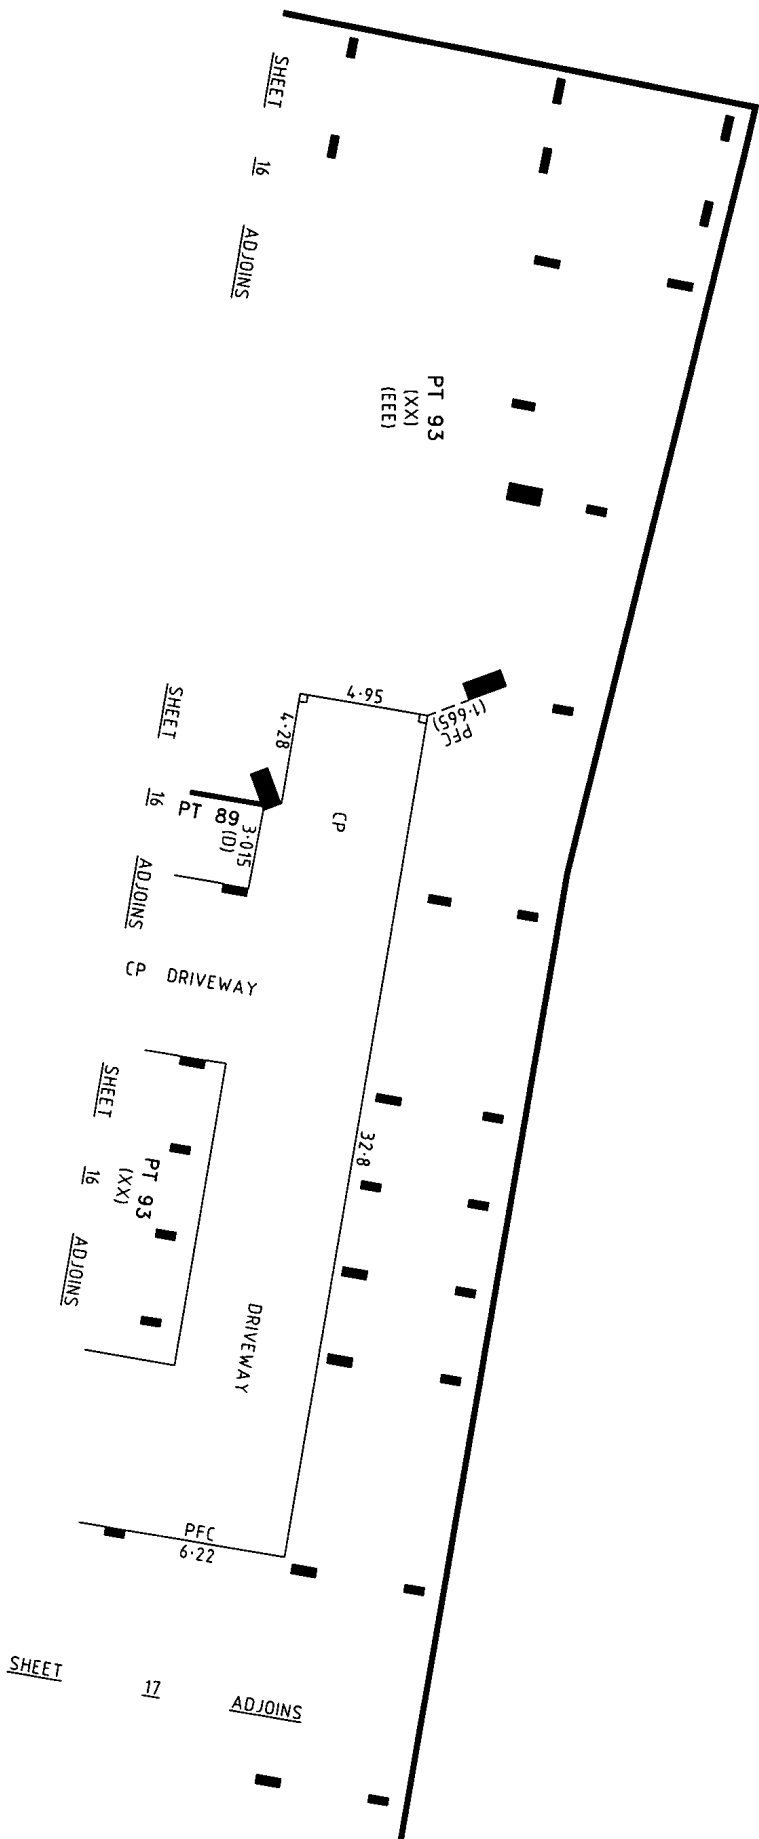 SHEET 16 ADJOINS
PT 93
(XX)
(EEE)
4·95
(1·665)
PFC
4·28
SHEET 16 ADJOINS
PT 89
(D)
3·015
CP
CP DRIVEWAY
32·8
SHEET 16 ADJOINS
PT 93
(XX)
DRIVEWAY
PFC
6·22
SHEET 17 ADJOINS